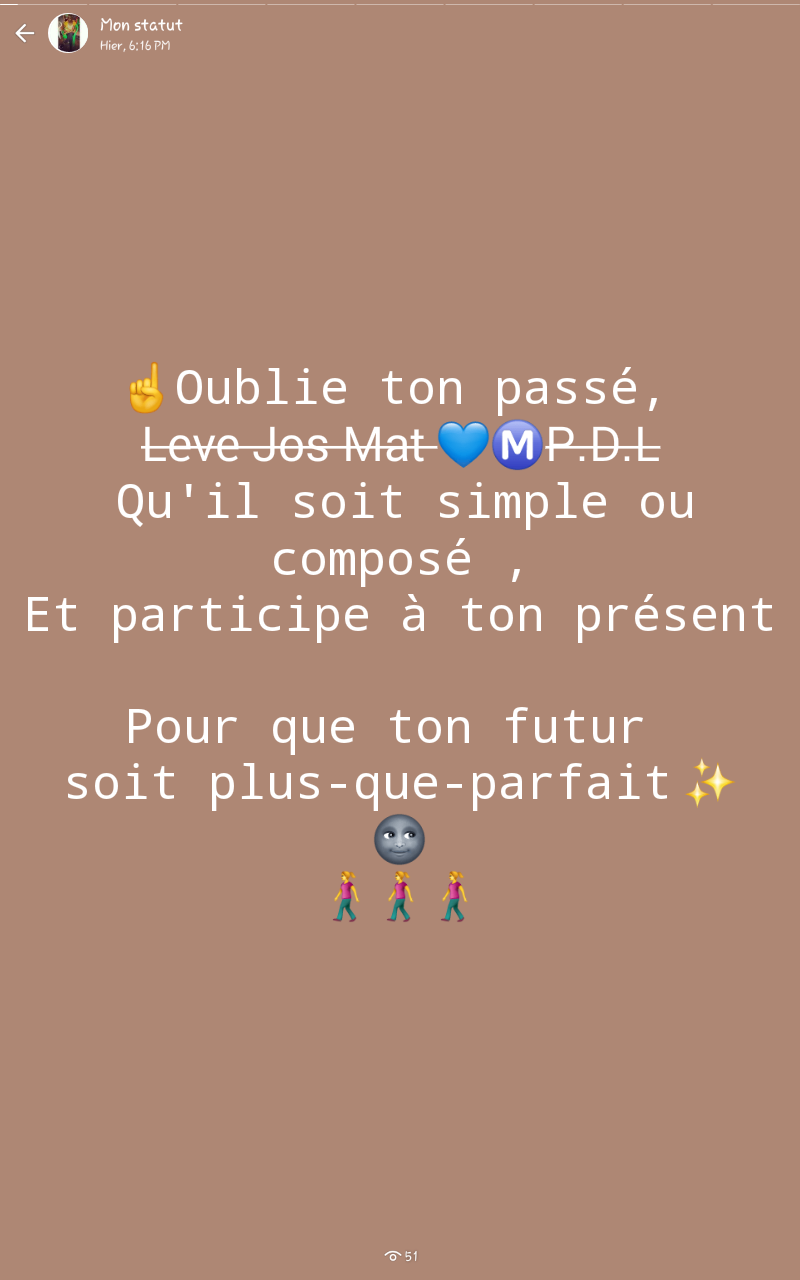 Mon statut
Hier, 6:16 PM
☝Oublie ton passé,
Leve Jos Mat 💙ⓂP.D.L
Qu'il soit simple ou
composé ,
Et participe à ton présent
Pour que ton futur
soit plus-que-parfait ✨
🌚
🚶‍♀️🚶‍♀️🚶‍♀️
51